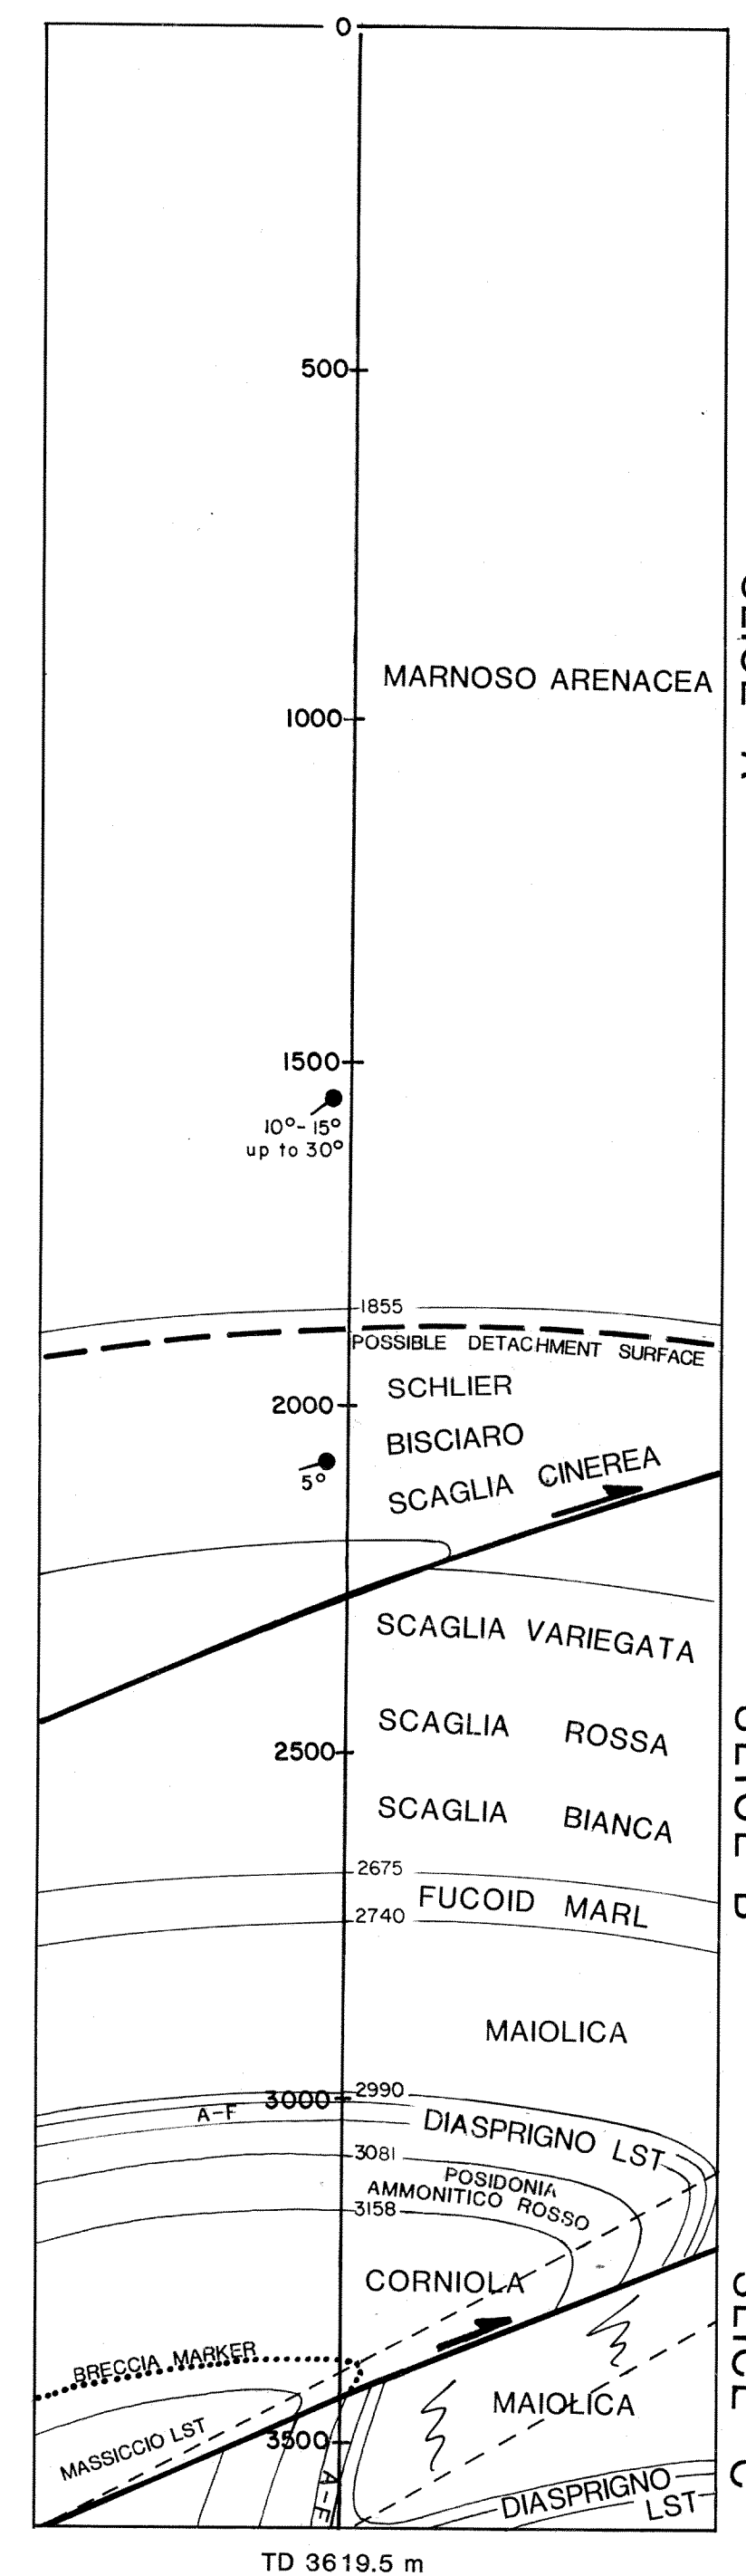 0
500
MARNOSO ARENACEA
1000
1500
10°-15°
up to 30°
1855
POSSIBLE DETACHMENT SURFACE
SCHLIER
2000
BISCIARO
5°
SCAGLIA CINEREA
SCAGLIA VARIEGATA
SCAGLIA ROSSA
2500
SCAGLIA BIANCA
2675
FUCOID MARL
2740
MAIOLICA
2990
3000
A-F
DIASPRIGNO LST
3081
POSIDONIA
AMMONITICO ROSSO
3158
CORNIOLA
BRECCIA MARKER
MAIOLICA
MASSICCIO LST
3500
A-F
DIASPRIGNO
LST
TD 3619.5 m